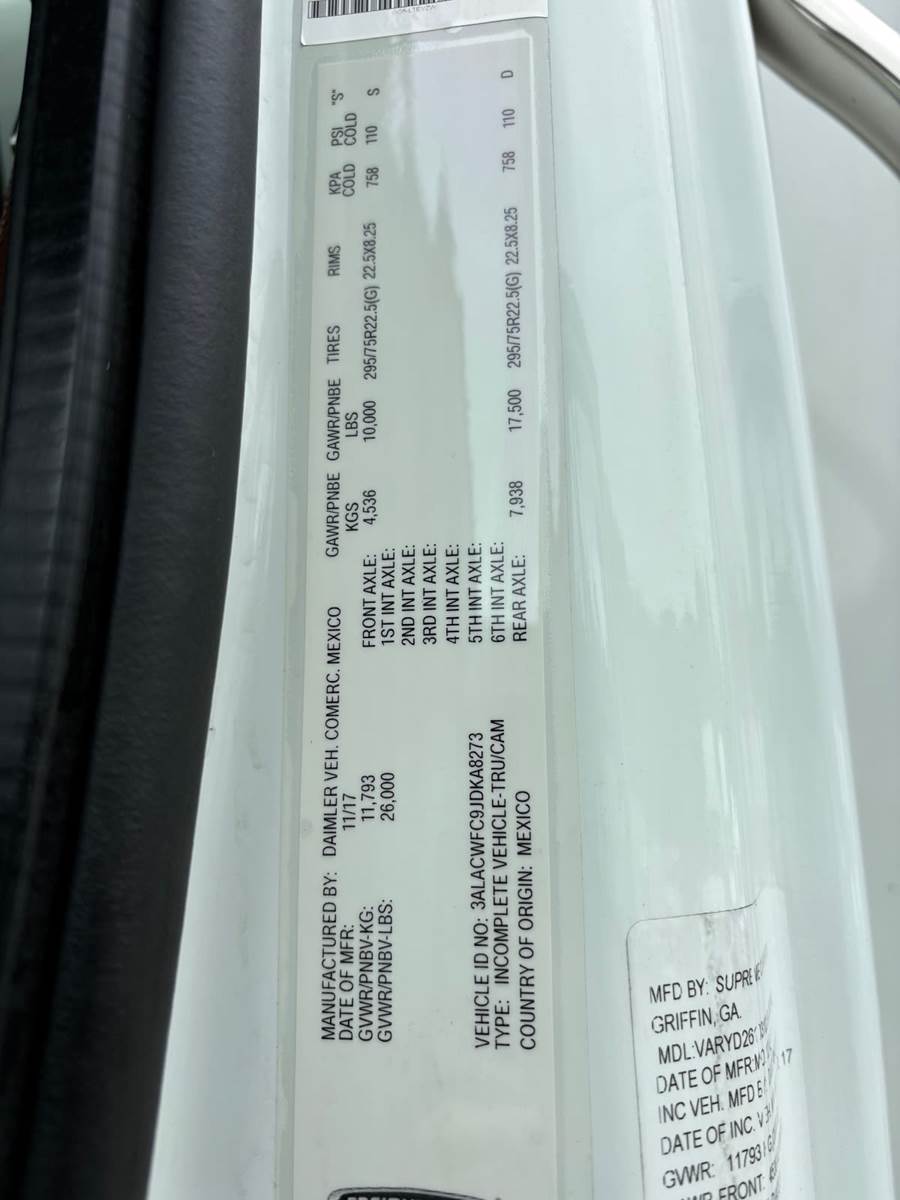 MANUFACTURED BY: DAIMLER VEH. COMERC. MEXICO
DATE OF MFR: 11/17
GVWR/PNBV-KG: 11,793
GVWR/PNBV-LBS: 26,000
VEHICLE ID NO: 3ALACWFC9JDKA8273
TYPE: INCOMPLETE VEHICLE-TRU/CAM
COUNTRY OF ORIGIN: MEXICO
GAWR/PNBE GAWR/PNBE TIRES RIMS KPA PSI "S"
KGS LBS COLD COLD
FRONT AXLE: 4,536 10,000 295/75R22.5(G) 22.5X8.25 758 110 S
1ST INT AXLE:
2ND INT AXLE:
3RD INT AXLE:
4TH INT AXLE:
5TH INT AXLE:
6TH INT AXLE:
REAR AXLE: 7,938 17,500 295/75R22.5(G) 22.5X8.25 758 110 D
MFD BY:
GRIFFIN, GA.
DATE OF
INC VEH. MFD
DATE OF INC.
GVWR: 11793
FRONT: